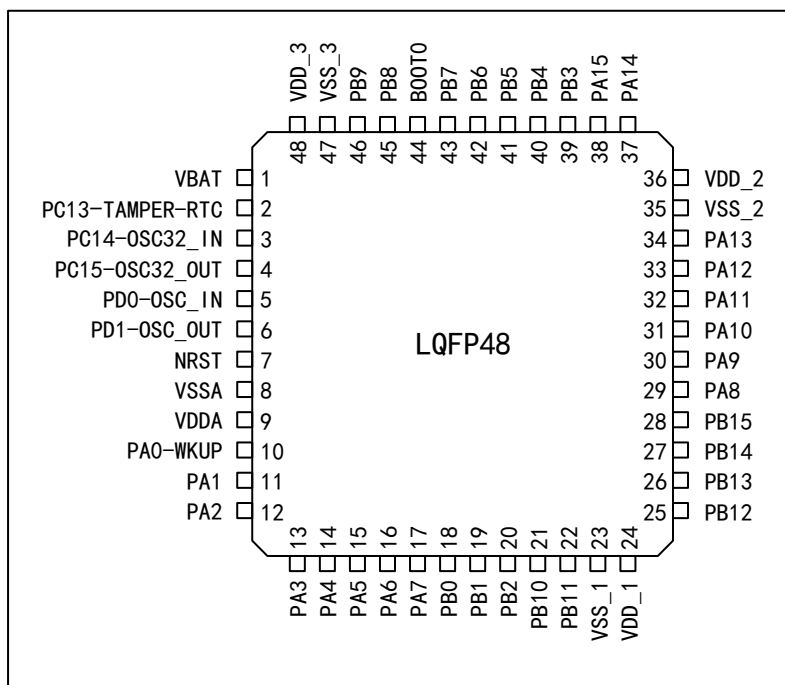 VDD_3
VSS_3
PB9
PB8
BOOT0
PB7
PB6
PB5
PB4
PB3
PA15
PA14
48
47
46
45
44
43
42
41
40
39
38
37
VBAT 1
PC13-TAMPER-RTC 2
PC14-OSC32_IN 3
PC15-OSC32_OUT 4
PD0-OSC_IN 5
PD1-OSC_OUT 6
NRST 7
VSSA 8
VDDA 9
PA0-WKUP 10
PA1 11
PA2 12
LQFP48
36 VDD_2
35 VSS_2
34 PA13
33 PA12
32 PA11
31 PA10
30 PA9
29 PA8
28 PB15
27 PB14
26 PB13
25 PB12
13
14
15
16
17
18
19
20
21
22
23
24
PA3
PA4
PA5
PA6
PA7
PB0
PB1
PB2
PB10
PB11
VSS_1
VDD_1